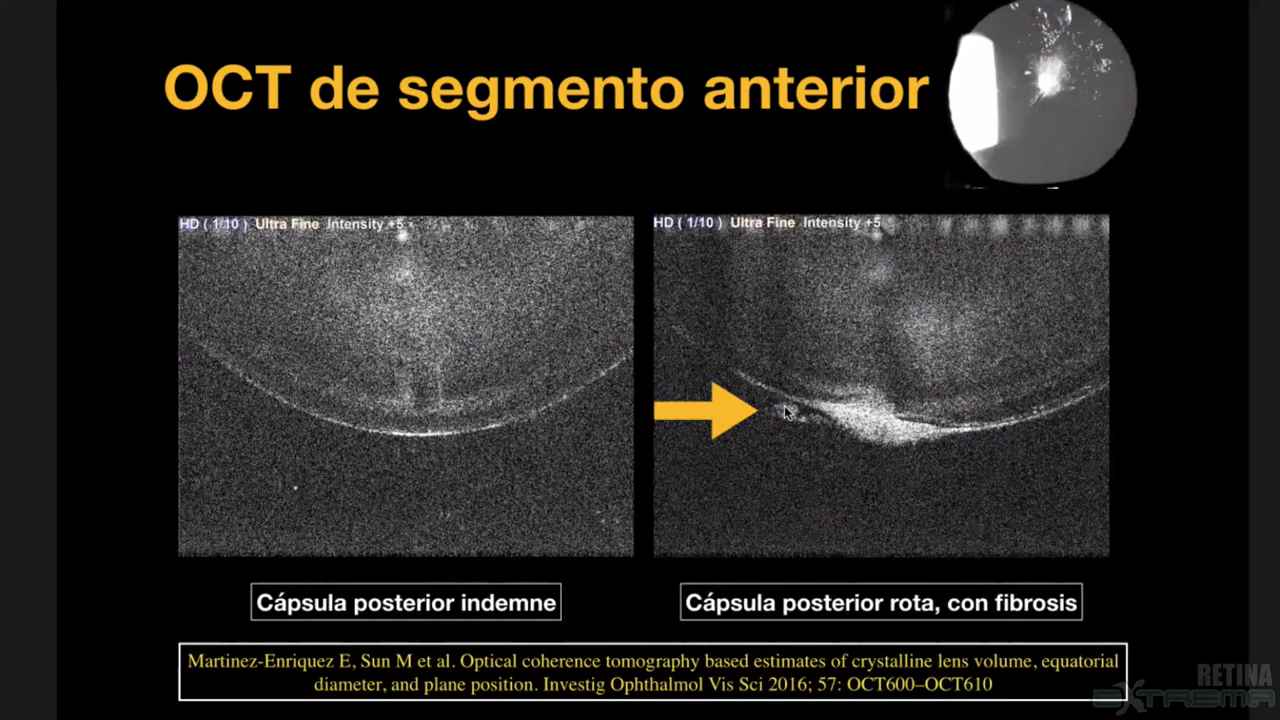 OCT de segmento anterior
HD ( 1/10 ) Ultra Fine Intensity +5
HD ( 1/10 ) Ultra Fine Intensity +5
Cápsula posterior indemne
Cápsula posterior rota, con fibrosis
Martinez-Enriquez E, Sun M et al. Optical coherence tomography based estimates of crystalline lens volume, equatorial
diameter, and plane position. Investig Ophthalmol Vis Sci 2016; 57: OCT600–OCT610
RETINA
EXTREMA